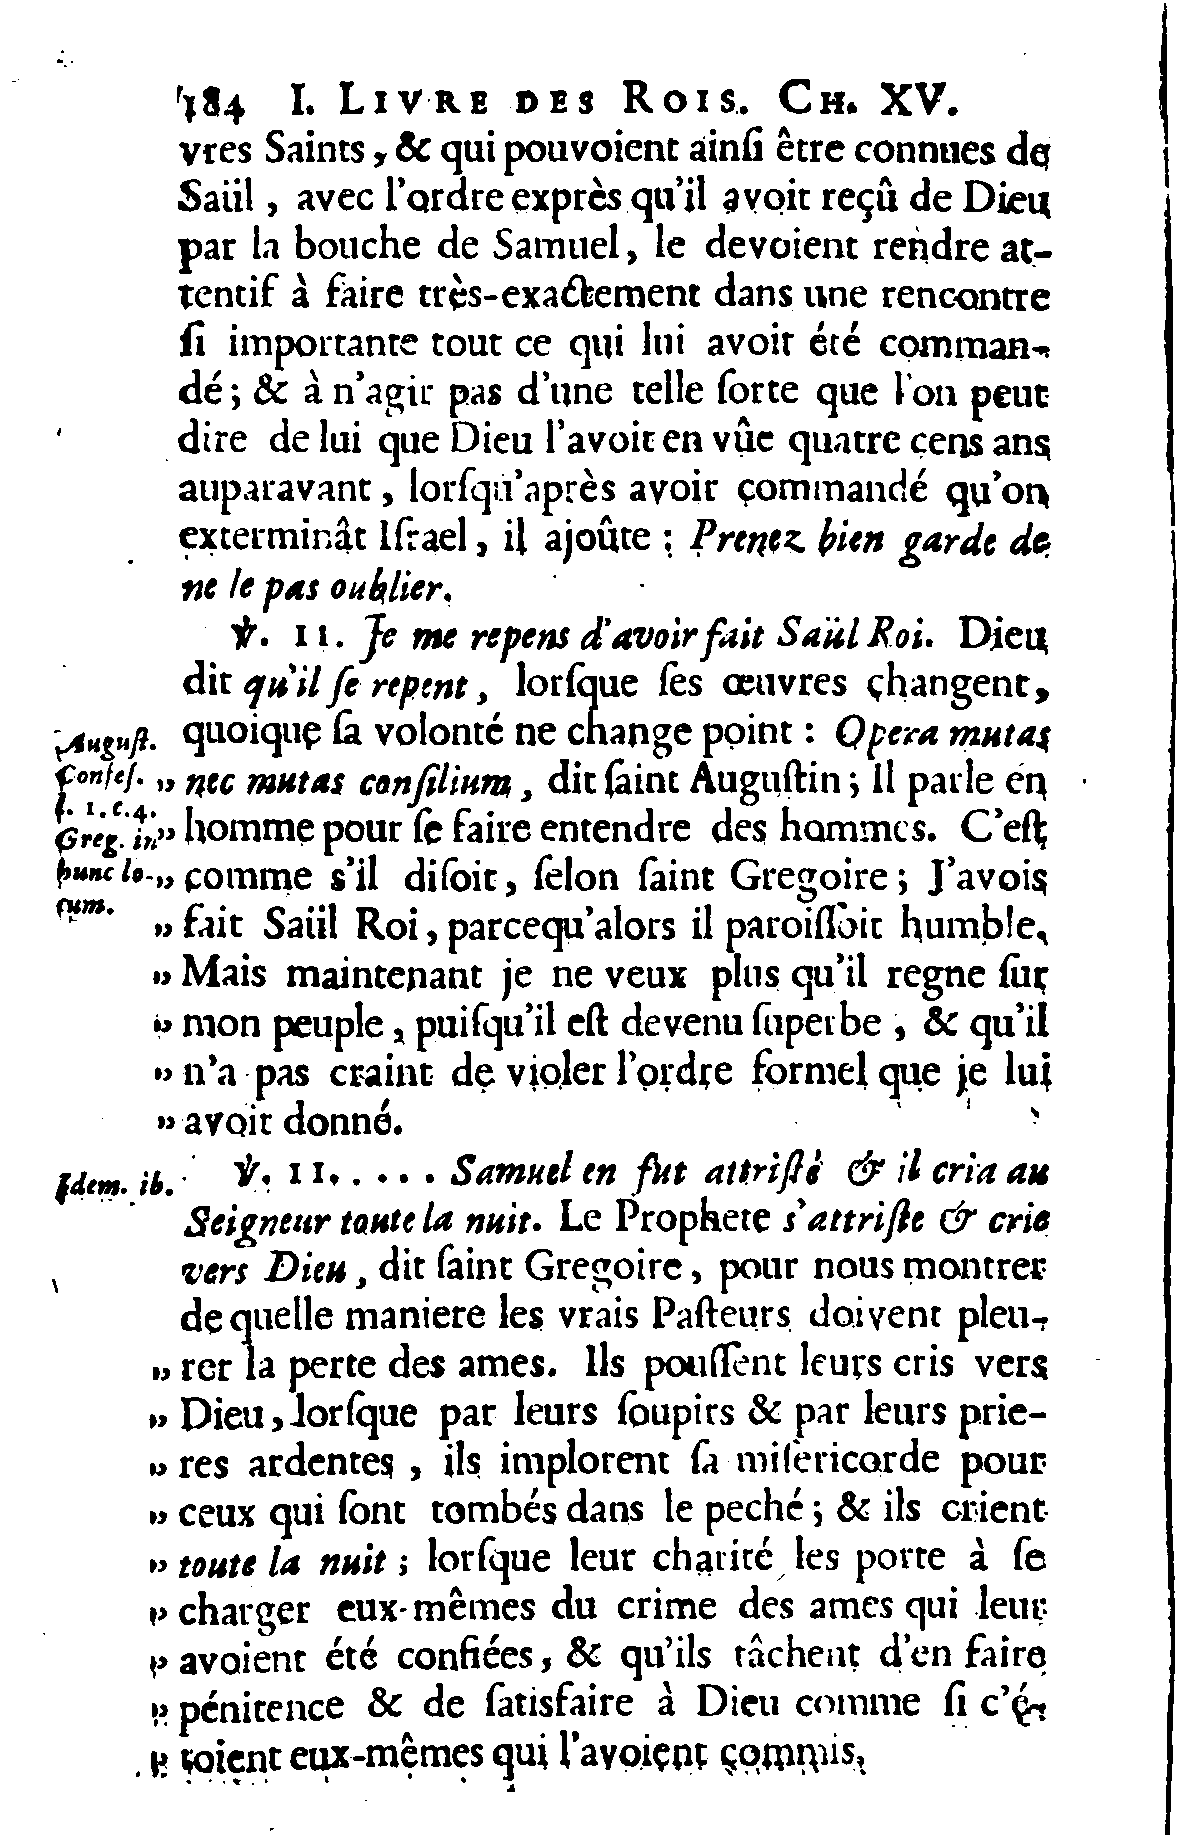 184 I. LIVRE DES ROIS. CH. XV.
vres Saints, & qui pouvoient ainſi être connues de
Saül, avec l'ordre exprès qu'il avoit reçû de Dieu
par la bouche de Samuel, le devoient rendre at-
tentif à faire très-exactement dans une rencontre
ſi importante tout ce qui lui avoit été comman-
dé; & à n'agir pas d'une telle ſorte que l'on peut
dire de lui que Dieu l'avoit en vûe quatre cens ans
auparavant, lorſqu'après avoir commandé qu'on
exterminât Iſrael, il ajoûte : Prenez bien garde de
ne le pas oublier.
℣. 11. Je me repens d'avoir fait Saül Roi. Dieu
dit qu'il ſe repent, lorſque ſes œuvres changent,
quoique ſa volonté ne change point : Opera mutas
nec mutas conſilium, dit ſaint Auguſtin; Il parle en
homme pour ſe faire entendre des hommes. C'eſt
comme s'il diſoit, ſelon ſaint Gregoire; J'avois
fait Saül Roi, parcequ'alors il paroiſſoit humble.
Mais maintenant je ne veux plus qu'il regne ſur
mon peuple, puiſqu'il eſt devenu ſuperbe, & qu'il
n'a pas craint de violer l'ordre formel que je lui
avoit donné.
Auguſt.
Confeſ.
l. 1. c. 4.
Greg. in
hunc lo-
cum.
℣. 11. . . . Samuel en fut attriſté & il cria au
Seigneur toute la nuit. Le Prophete s'attriſte & crie
vers Dieu, dit ſaint Gregoire, pour nous montrer
de quelle maniere les vrais Paſteurs doivent pleu-
rer la perte des ames. Ils pouſſent leurs cris vers
Dieu, lorſque par leurs ſoupirs & par leurs prie-
res ardentes, ils implorent ſa miſericorde pour
ceux qui ſont tombés dans le peché; & ils crient
toute la nuit; lorſque leur charité les porte à ſe
charger eux-mêmes du crime des ames qui leur
avoient été confiées, & qu'ils tâchent d'en faire
pénitence & de ſatisfaire à Dieu comme ſi c'é-
toient eux-mêmes qui l'avoient commis,
Idem. ib.